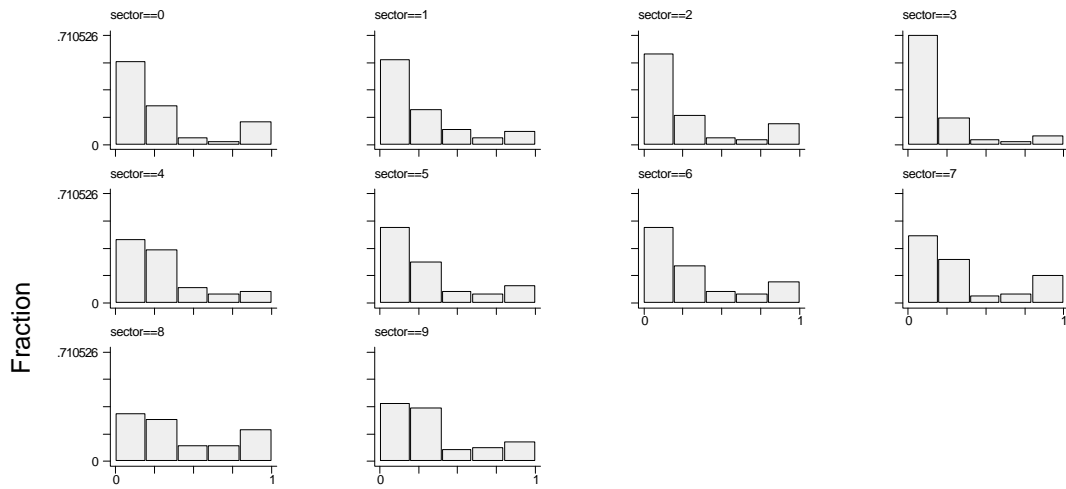 sector==0 sector==1 sector==2 sector==3
.710526
0
sector==4 sector==5 sector==6 sector==7
.710526
0
0 1 0 1
sector==8 sector==9
.710526
0
0 1 0 1
Fraction